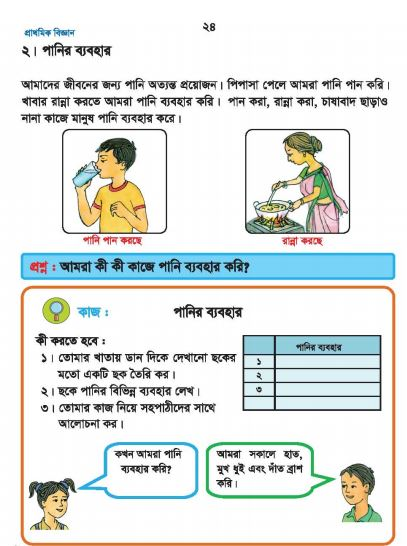 ২৪
প্রাথমিক বিজ্ঞান
২। পানির ব্যবহার
আমাদের জীবনের জন্য পানি অত্যন্ত প্রয়োজন। পিপাসা পেলে আমরা পানি পান করি।
খাবার রান্না করতে আমরা পানি ব্যবহার করি। পান করা, রান্না করা, চাষাবাদ ছাড়াও
নানা কাজে মানুষ পানি ব্যবহার করে।
পানি পান করছে
রান্না করছে
প্রশ্ন : আমরা কী কী কাজে পানি ব্যবহার করি?
কাজ : পানির ব্যবহার
কী করতে হবে :
১। তোমার খাতায় ডান দিকে দেখানো ছকের
মতো একটি ছক তৈরি কর।
২। ছকে পানির বিভিন্ন ব্যবহার লেখ।
৩। তোমার কাজ নিয়ে সহপাঠীদের সাথে
আলোচনা কর।
পানির ব্যবহার
১
২
৩
কখন আমরা পানি
ব্যবহার করি?
আমরা সকালে হাত,
মুখ ধুই এবং দাঁত ব্রাশ
করি।